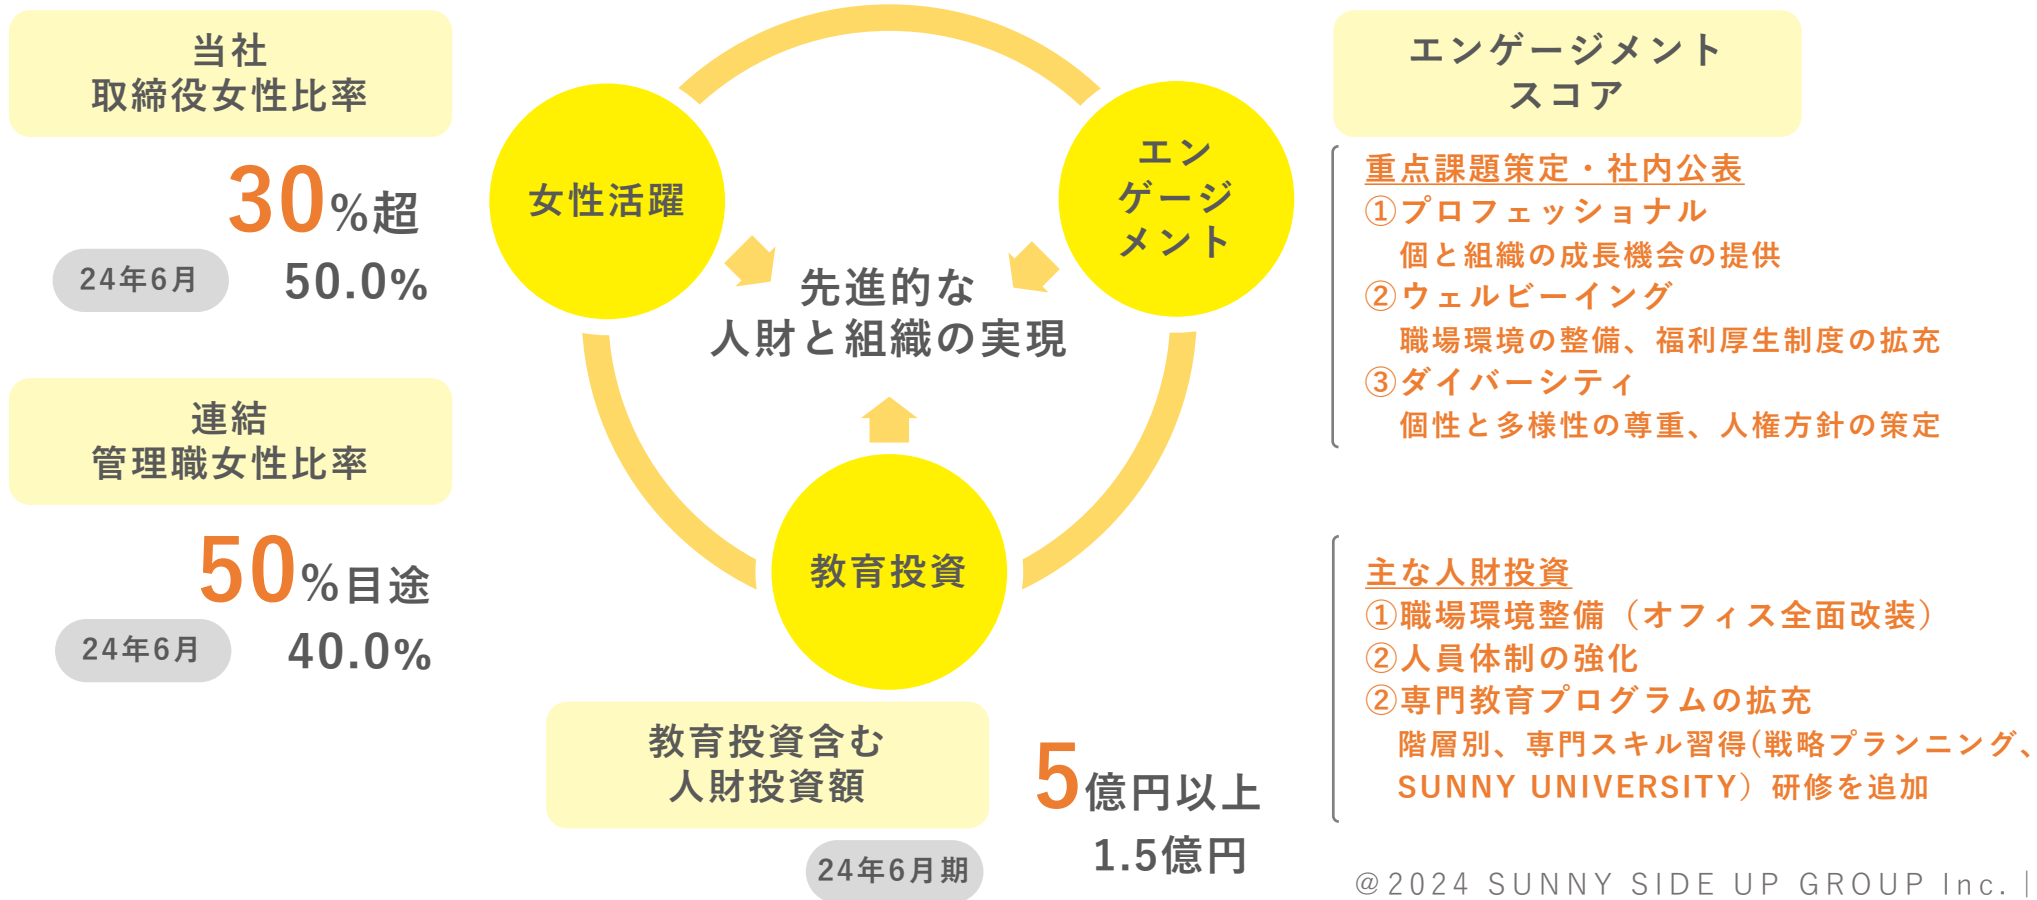 当社
取締役女性比率
30%超
24年6月 50.0%
連結
管理職女性比率
50%目途
24年6月 40.0%
女性活躍
エン
ゲージ
メント
先進的な
人財と組織の実現
教育投資
教育投資含む
人財投資額
5億円以上
24年6月期 1.5億円
エンゲージメント
スコア
重点課題策定・社内公表
①プロフェッショナル
個と組織の成長機会の提供
②ウェルビーイング
職場環境の整備、福利厚生制度の拡充
③ダイバーシティ
個性と多様性の尊重、人権方針の策定
主な人財投資
①職場環境整備（オフィス全面改装）
②人員体制の強化
②専門教育プログラムの拡充
階層別、専門スキル習得(戦略プランニング、
SUNNY UNIVERSITY）研修を追加
@2024 SUNNY SIDE UP GROUP Inc. |